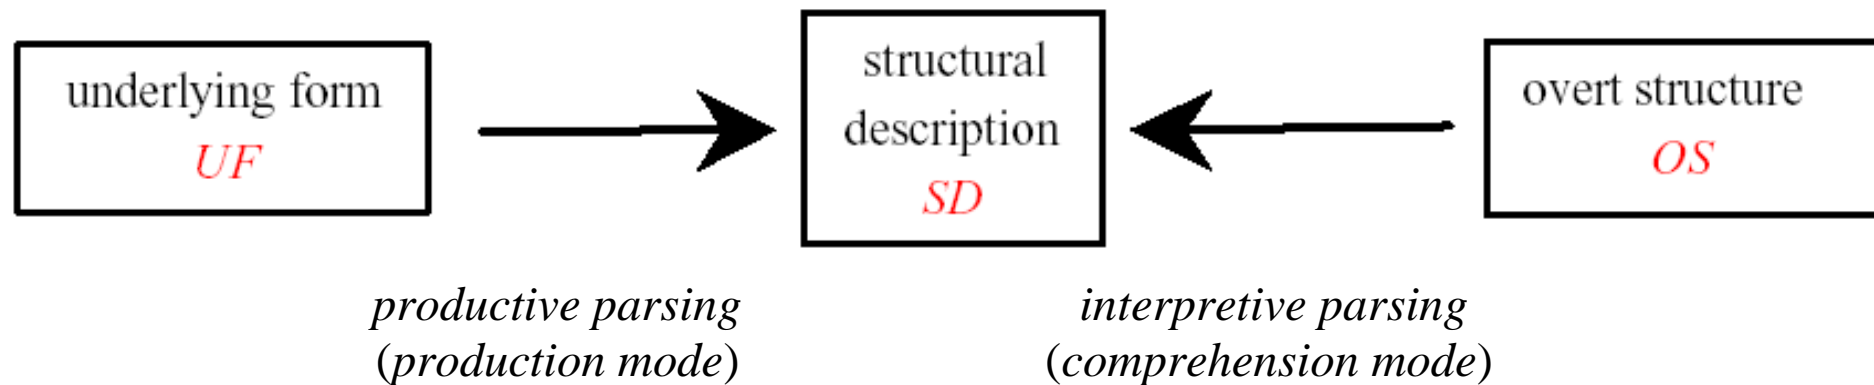 underlying form
UF
structural
description
SD
overt structure
OS
productive parsing
(production mode)
interpretive parsing
(comprehension mode)